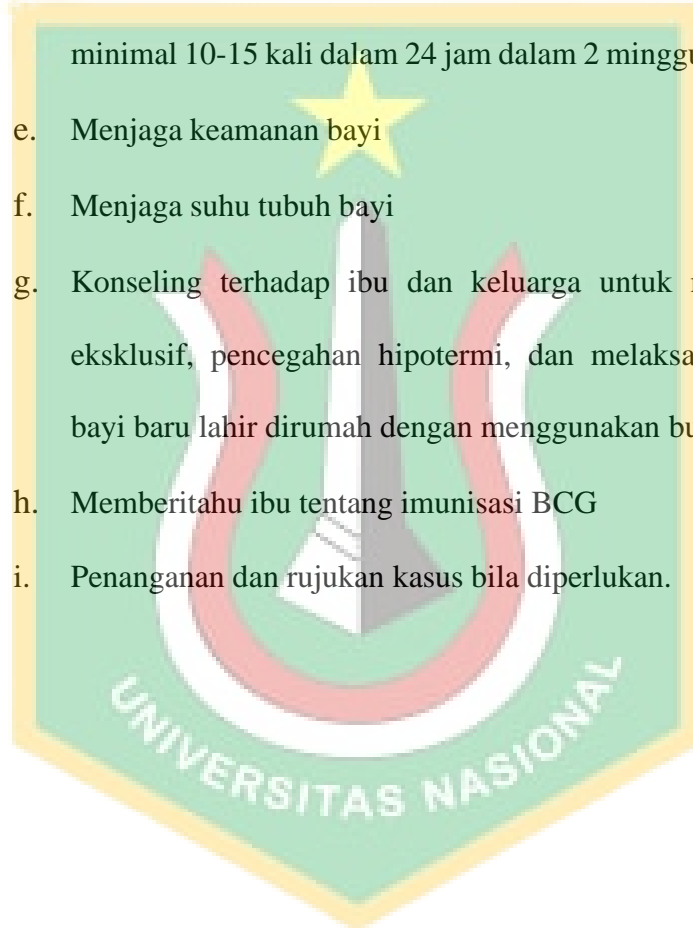 minimal 10-15 kali dalam 24 jam dalam 2 minggu
e. Menjaga keamanan bayi
f. Menjaga suhu tubuh bayi
g. Konseling terhadap ibu dan keluarga untuk
eksklusif, pencegahan hipotermi, dan
bayi baru lahir dirumah dengan menggunakan
h. Memberitahu ibu tentang imunisasi BCG
i. Penanganan dan rujukan kasus bila diperlukan.
UNIVERSITAS NASIONAL